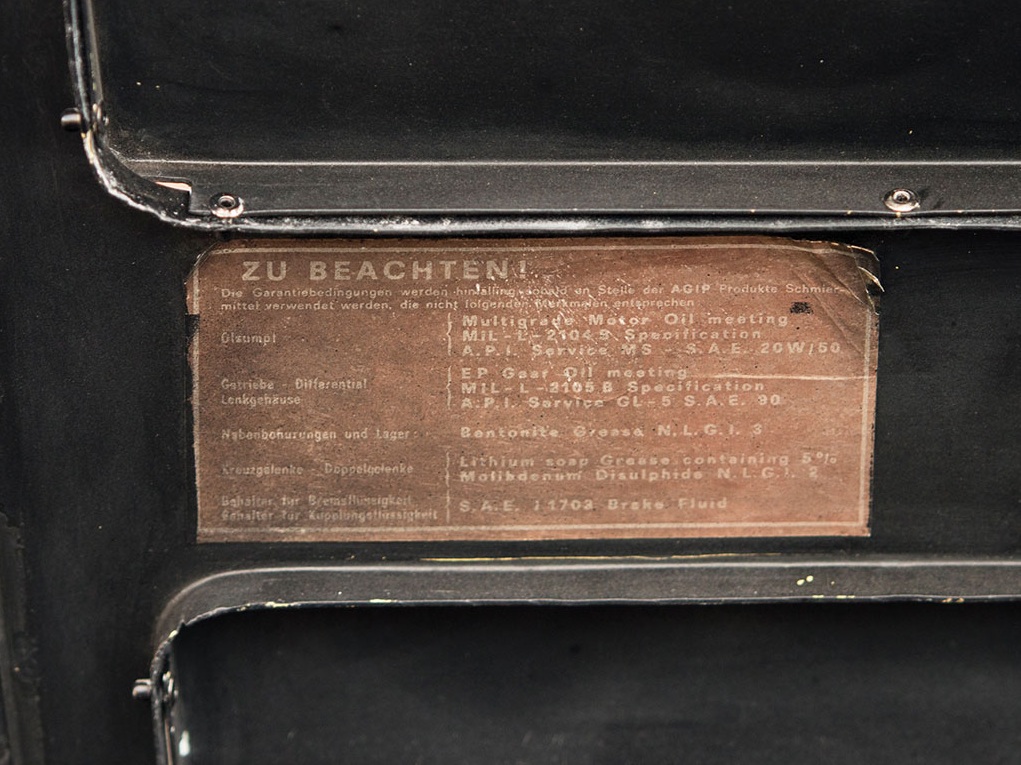 ZU BEACHTEN!
Die Garantiebedingungen werden hinfällig sobald an Stelle der AGIP Produkte Schmier-
mittel verwendet werden, die nicht folgenden Merkmalen entsprechen
Ölsumpf
Multigrade Motor Oil meeting
MIL-L-2104 B Specification
A.P.I. Service MS - S.A.E. 20W/50
Getriebe - Differential
Lenkgehäuse
EP Gear Oil meeting
MIL-L-2105 B Specification
A.P.I. Service GL-5 S.A.E. 90
Nabenbohrungen und Lager
Bentonite Grease N.L.G.I. 3
Kreuzgelenke - Doppelgelenke
Lithium soap Grease containing 5%
Molibdenum Disulphide N.L.G.I. 2
Behälter für Bremsflüssigkeit
Behälter für Kupplungsflüssigkeit
S.A.E. J1703 Brake Fluid